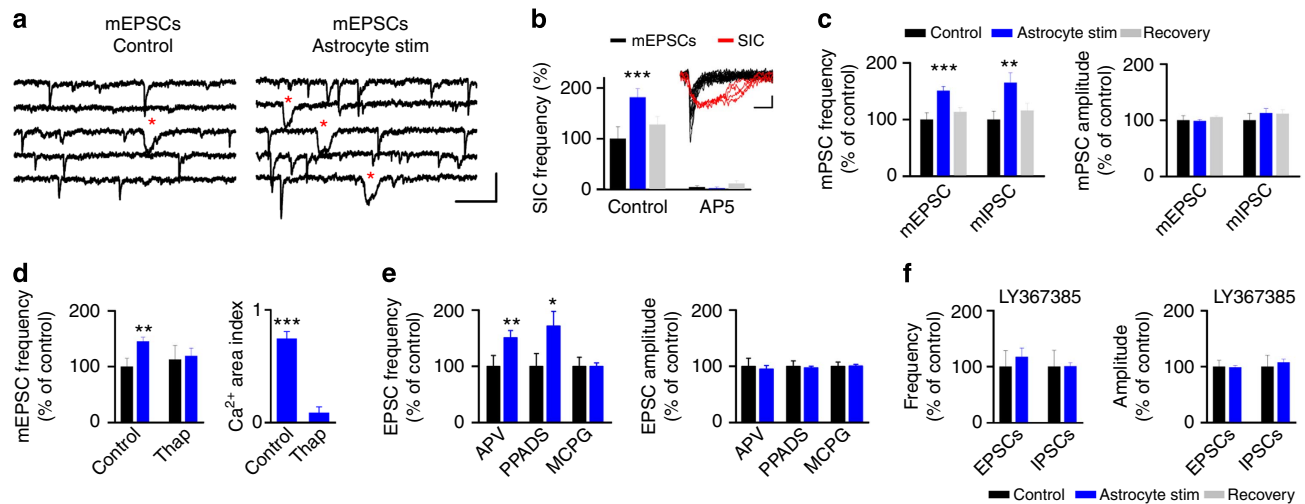 a
mEPSCs
Control
mEPSCs
Astrocyte stim
*
*
*
*
b
mEPSCs
SIC
SIC frequency (%)
200
100
0
***
Control
AP5
c
Control
Astrocyte stim
Recovery
mPSC frequency
(% of control)
200
100
0
***
**
mEPSC
mIPSC
mPSC amplitude
(% of control)
200
100
0
mEPSC
mIPSC
d
mEPSC frequency
(% of control)
200
100
0
**
Control
Thap
Ca2+ area index
1
0
***
Control
Thap
e
EPSC frequency
(% of control)
200
100
0
**
*
APV
PPADS
MCPG
EPSC amplitude
(% of control)
200
100
0
APV
PPADS
MCPG
f
LY367385
Frequency
(% of control)
200
100
0
EPSCs
IPSCs
LY367385
Amplitude
(% of control)
200
100
0
EPSCs
IPSCs
Control
Astrocyte stim
Recovery